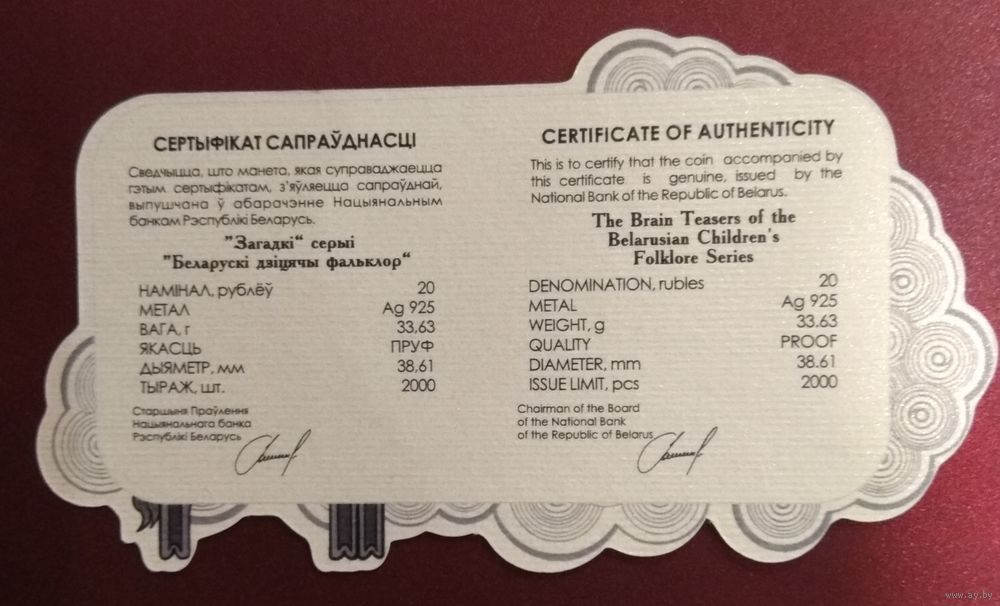 СЕРТЫФІКАТ САПРАЎДНАСЦІ
Сведчыцца, што манета, якая суправаджаецца
гэтым сертыфікатам, з'яўляецца сапраўднай,
выпушчана ў абарачэнне Нацыянальным
банкам Рэспублікі Беларусь.
"Загадкі“ серыі
"Беларускі дзіцячы фальклор“
НАМІНАЛ, рублёў 20
МЕТАЛ Ag 925
ВАГА, г 33,63
ЯКАСЦЬ ПРУФ
ДЫЯМЕТР, мм 38,61
ТЫРАЖ, шт. 2000
Старшыня Праўлення
Нацыянальнага банка
Рэспублікі Беларусь
CERTIFICATE OF AUTHENTICITY
This is to certify that the coin accompanied by
this certificate is genuine, issued by the
National Bank of the Republic of Belarus.
The Brain Teasers of the
Belarusian Children's
Folklore Series
DENOMINATION, rubles 20
METAL Ag 925
WEIGHT, g 33.63
QUALITY PROOF
DIAMETER, mm 38.61
ISSUE LIMIT, pcs 2000
Chairman of the Board
of the National Bank
of the Republic of Belarus
www.ay.by